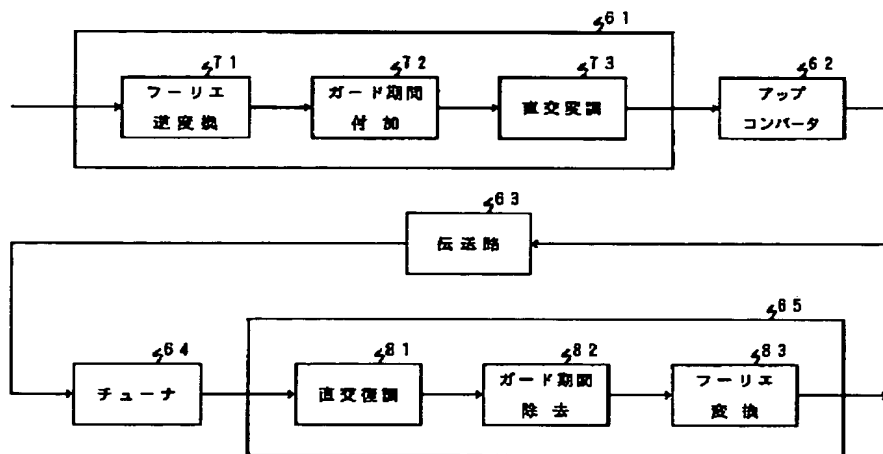 61
71
72
73
62
フーリエ
逆変換
ガード期間
付加
直交変調
アップ
コンバータ
63
伝送路
65
64
81
82
83
チューナ
直交復調
ガード期間
除去
フーリエ
変換